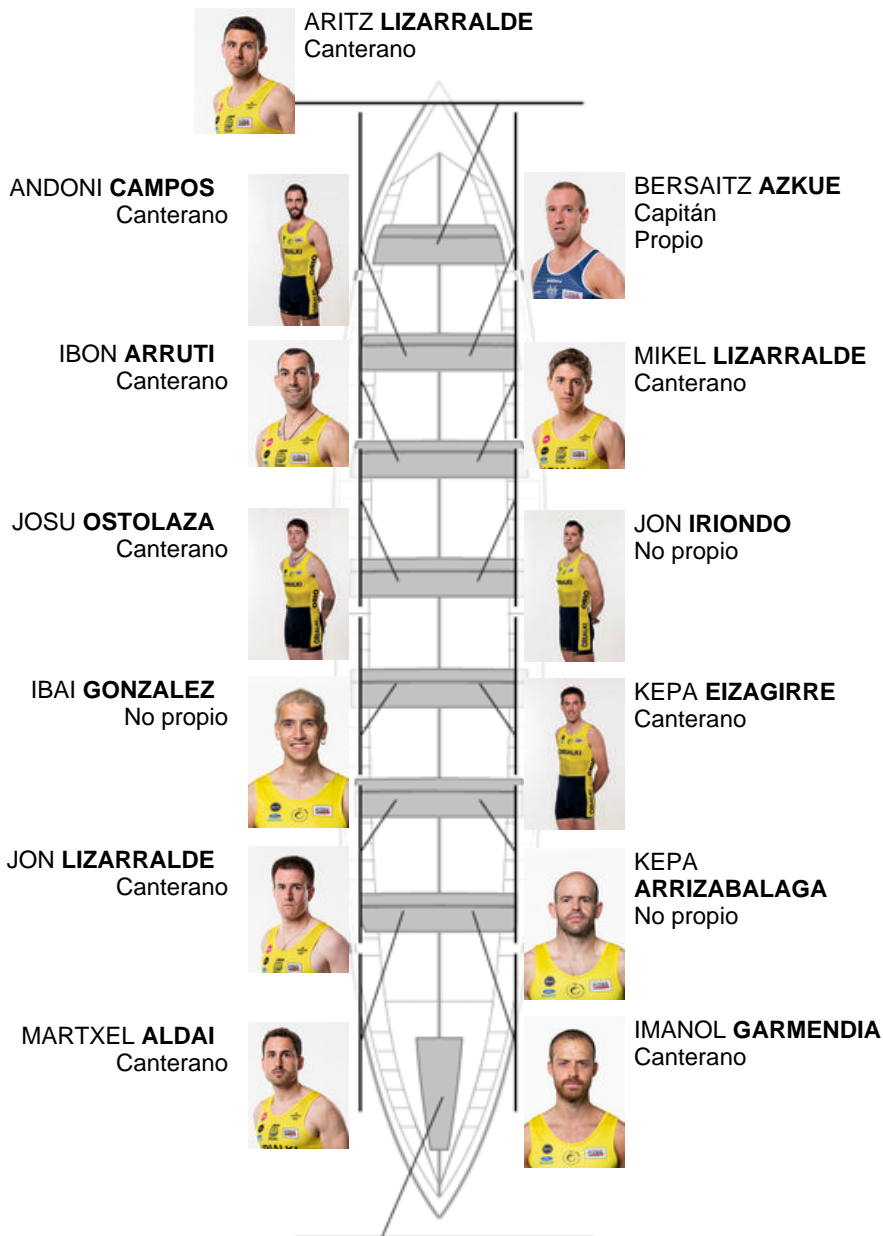 ARITZ LIZARRALDE
Canterano
ANDONI CAMPOS
Canterano
BERSAITZ AZKUE
Capitán
Propio
IBON ARRUTI
Canterano
MIKEL LIZARRALDE
Canterano
JOSU OSTOLAZA
Canterano
JON IRIONDO
No propio
IBAI GONZALEZ
No propio
KEPA EIZAGIRRE
Canterano
JON LIZARRALDE
Canterano
KEPA
ARRIZABALAGA
No propio
MARTXEL ALDAI
Canterano
IMANOL GARMENDIA
Canterano